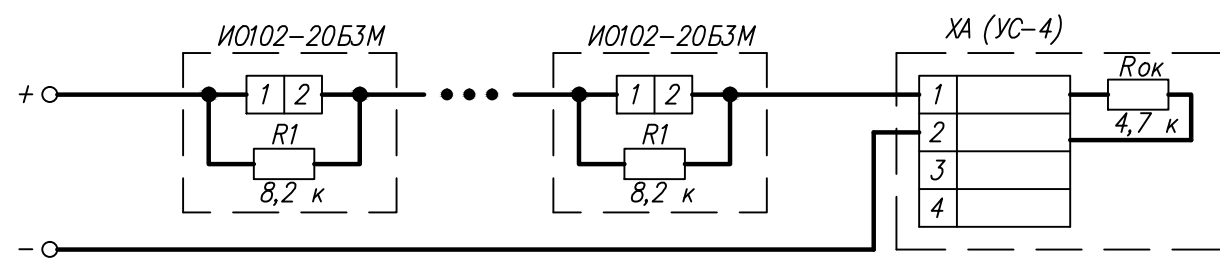 ИО102-20Б3М
ИО102-20Б3М
ХА (УС-4)
+
1 2
R1
8,2 к
1 2
R1
8,2 к
1
2
3
4
Rок
4,7 к
-